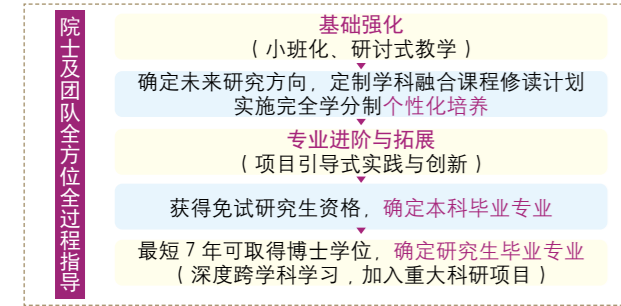 院士及团队全方位全过程指导
基础强化
（小班化、研讨式教学）
确定未来研究方向，定制学科融合课程修读计划
实施完全学分制个性化培养
专业进阶与拓展
（项目引导式实践与创新）
获得免试研究生资格，确定本科毕业专业
最短7年可取得博士学位，确定研究生毕业专业
（深度跨学科学习，加入重大科研项目）